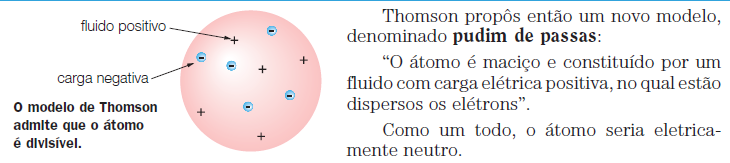 fluido positivo
carga negativa
O modelo de Thomson
admite que o átomo
é divisível.
Thomson propôs então um novo modelo,
denominado pudim de passas:
“O átomo é maciço e constituído por um
fluido com carga elétrica positiva, no qual estão
dispersos os elétrons”.
Como um todo, o átomo seria eletrica-
mente neutro.